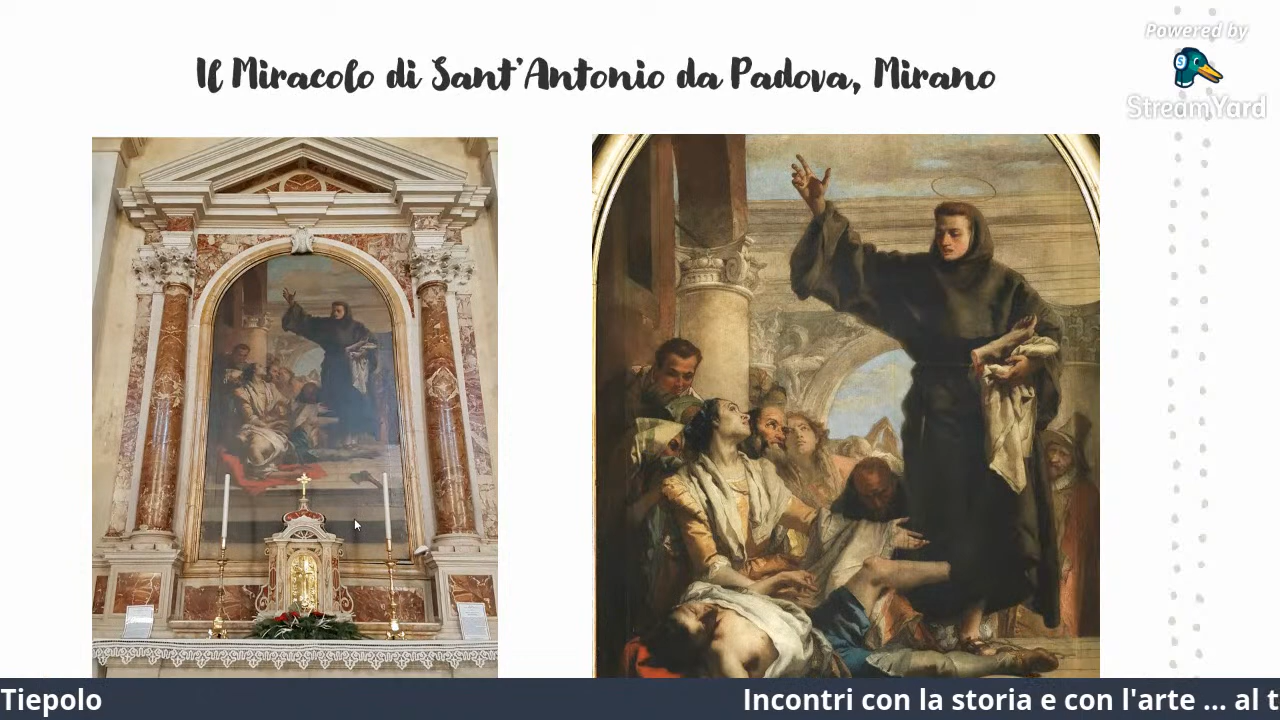 Powered by
Il Miracolo di Sant'Antonio da Padova, Mirano
StreamYard
Tiepolo
Incontri con la storia e con l'arte ... al t